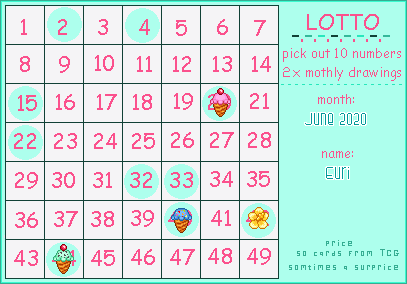 1 2 3 4 5 6 7
8 9 10 11 12 13 14
15 16 17 18 19 21
22 23 24 25 26 27 28
29 30 31 32 33 34 35
36 37 38 39 41
43 45 46 47 48 49
LOTTO
pick out 10 numbers
2x mothly drawings
month:
June 2020
name:
Euri
price
50 cards from TCG
somtimes a surprice